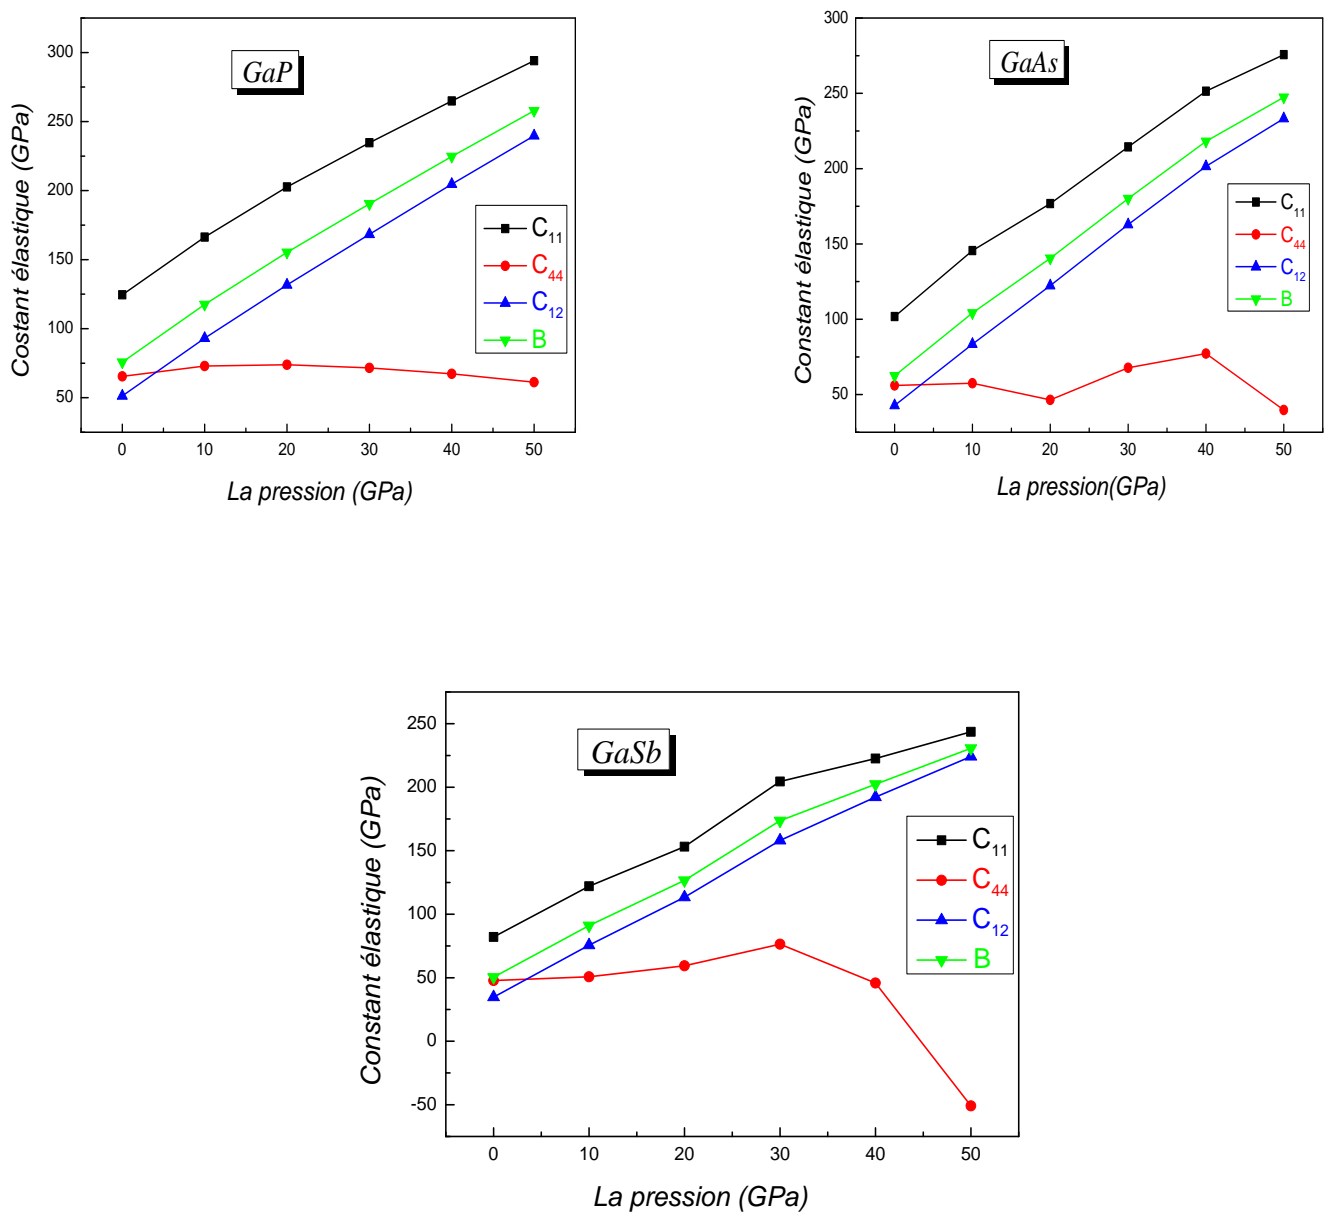 GaP
Costant élastique (GPa)
300
250
200
150
100
50
0 10 20 30 40 50
La pression (GPa)
C11
C44
C12
B
GaAs
Constant élastique (GPa)
300
250
200
150
100
50
0 10 20 30 40 50
La pression(GPa)
C11
C44
C12
B
GaSb
Constant élastique (GPa)
250
200
150
100
50
0
-50
0 10 20 30 40 50
La pression (GPa)
C11
C44
C12
B